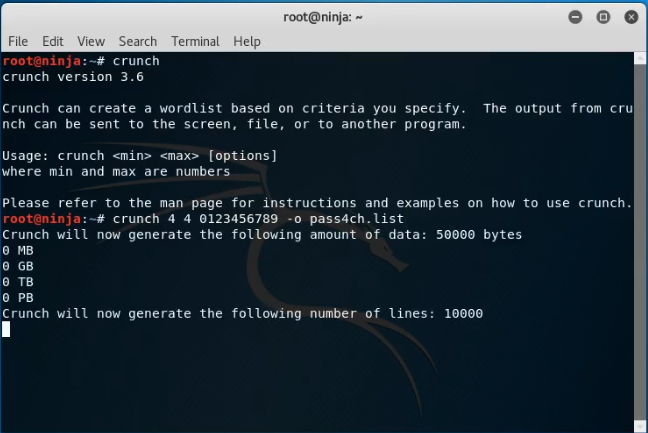 root@ninja: ~
File Edit View Search Terminal Help
root@ninja:~# crunch
crunch version 3.6
Crunch can create a wordlist based on criteria you specify.  The output from cru
nch can be sent to the screen, file, or to another program.
Usage: crunch <min> <max> [options]
where min and max are numbers
Please refer to the man page for instructions and examples on how to use crunch.
root@ninja:~# crunch 4 4 0123456789 -o pass4ch.list
Crunch will now generate the following amount of data: 50000 bytes
0 MB
0 GB
0 TB
0 PB
Crunch will now generate the following number of lines: 10000